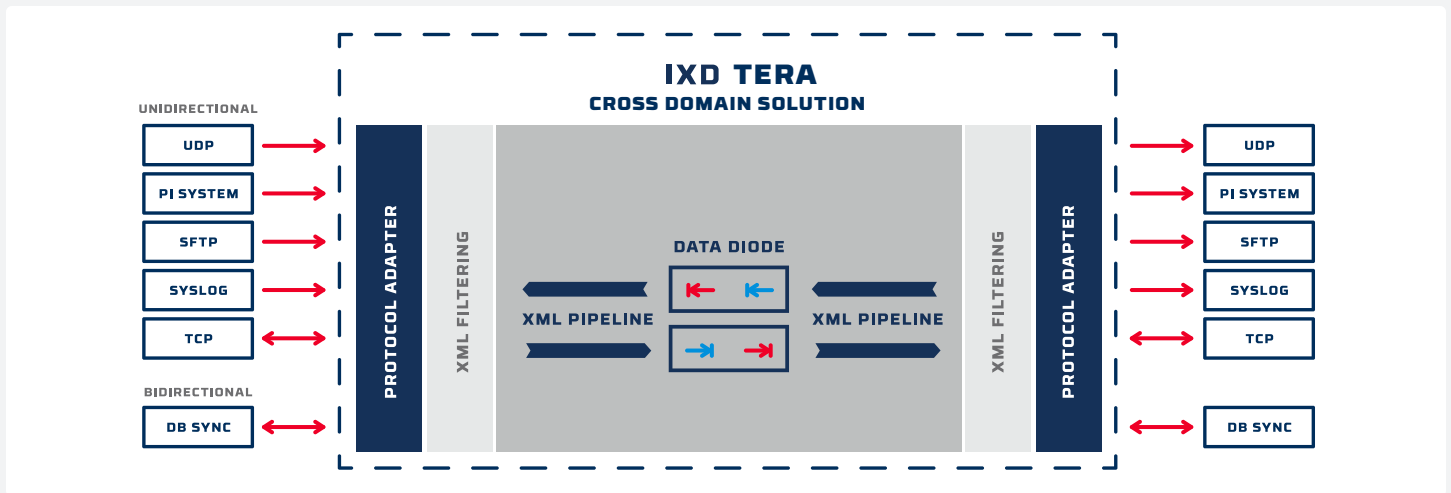 IXD TERA
CROSS DOMAIN SOLUTION
UNIDIRECTIONAL
UDP
PI SYSTEM
SFTP
SYSLOG
TCP
BIDIRECTIONAL
DB SYNC
PROTOCOL ADAPTER
XML FILTERING
DATA DIODE
XML PIPELINE
XML PIPELINE
XML FILTERING
PROTOCOL ADAPTER
UDP
PI SYSTEM
SFTP
SYSLOG
TCP
DB SYNC